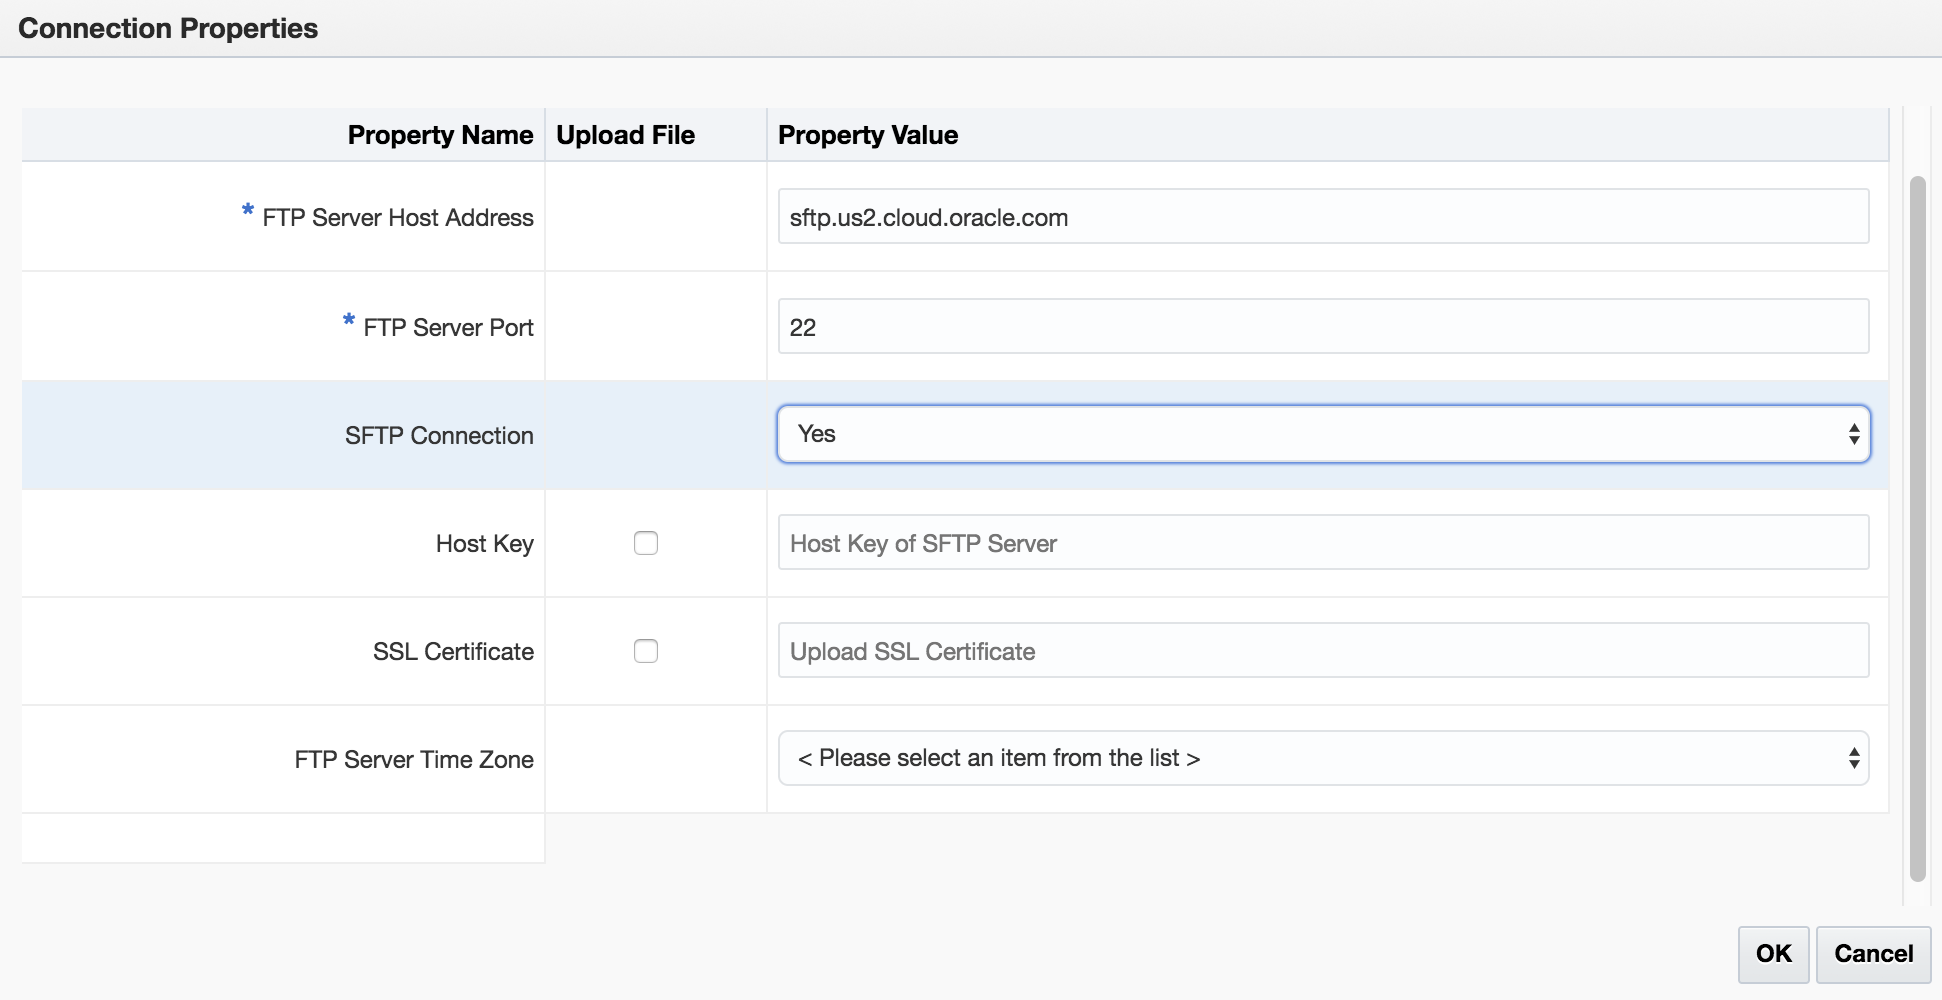 Connection Properties
Property Name Upload File Property Value
* FTP Server Host Address sftp.us2.cloud.oracle.com
* FTP Server Port 22
SFTP Connection Yes
Host Key Host Key of SFTP Server
SSL Certificate Upload SSL Certificate
FTP Server Time Zone < Please select an item from the list >
OK Cancel